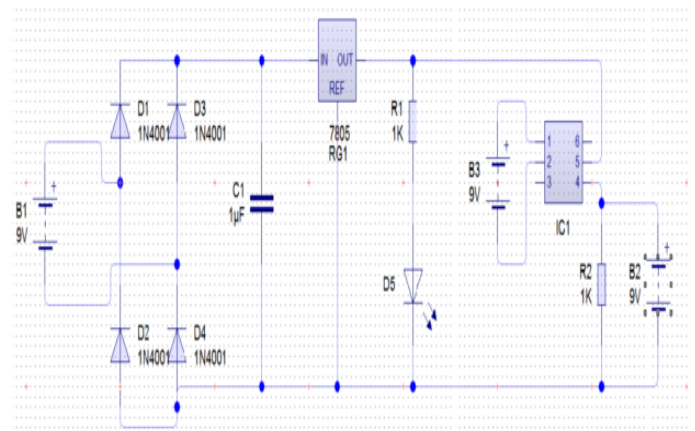 IN OUT
REF
7805
RG1
D1
1N4001
D3
1N4001
R1
1K
B3
9V
+
1 6
2 5
3 4
IC1
B1
9V
+
C1
1µF
D5
R2
1K
B2
9V
+
D2
1N4001
D4
1N4001